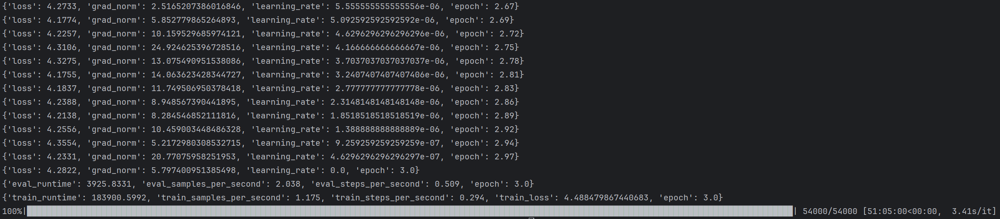 {'loss': 4.2733, 'grad_norm': 2.5165207386016846, 'learning_rate': 5.555555555555556e-06, 'epoch': 2.67}
{'loss': 4.1774, 'grad_norm': 5.852779865264893, 'learning_rate': 5.092592592592592e-06, 'epoch': 2.69}
{'loss': 4.2257, 'grad_norm': 10.159529685974121, 'learning_rate': 4.6296296296296296e-06, 'epoch': 2.72}
{'loss': 4.3106, 'grad_norm': 24.924625396728516, 'learning_rate': 4.166666666666667e-06, 'epoch': 2.75}
{'loss': 4.3275, 'grad_norm': 13.075490951538086, 'learning_rate': 3.7037037037037037e-06, 'epoch': 2.78}
{'loss': 4.1755, 'grad_norm': 14.063623428344727, 'learning_rate': 3.2407407407407406e-06, 'epoch': 2.81}
{'loss': 4.1837, 'grad_norm': 11.749506950378418, 'learning_rate': 2.777777777777778e-06, 'epoch': 2.83}
{'loss': 4.2388, 'grad_norm': 8.948567390441895, 'learning_rate': 2.3148148148148148e-06, 'epoch': 2.86}
{'loss': 4.2138, 'grad_norm': 8.284546852111816, 'learning_rate': 1.8518518518518519e-06, 'epoch': 2.89}
{'loss': 4.2556, 'grad_norm': 10.459003448486328, 'learning_rate': 1.388888888888889e-06, 'epoch': 2.92}
{'loss': 4.3554, 'grad_norm': 5.2172980308532715, 'learning_rate': 9.259259259259259e-07, 'epoch': 2.94}
{'loss': 4.2331, 'grad_norm': 20.77075958251953, 'learning_rate': 4.6296296296296297e-07, 'epoch': 2.97}
{'loss': 4.2822, 'grad_norm': 5.797400951385498, 'learning_rate': 0.0, 'epoch': 3.0}
{'eval_runtime': 3925.8331, 'eval_samples_per_second': 2.038, 'eval_steps_per_second': 0.509, 'epoch': 3.0}
{'train_runtime': 183900.5992, 'train_samples_per_second': 1.175, 'train_steps_per_second': 0.294, 'train_loss': 4.488479867440683, 'epoch': 3.0}
100%| | 54000/54000 [51:05:00<00:00, 3.41s/it]